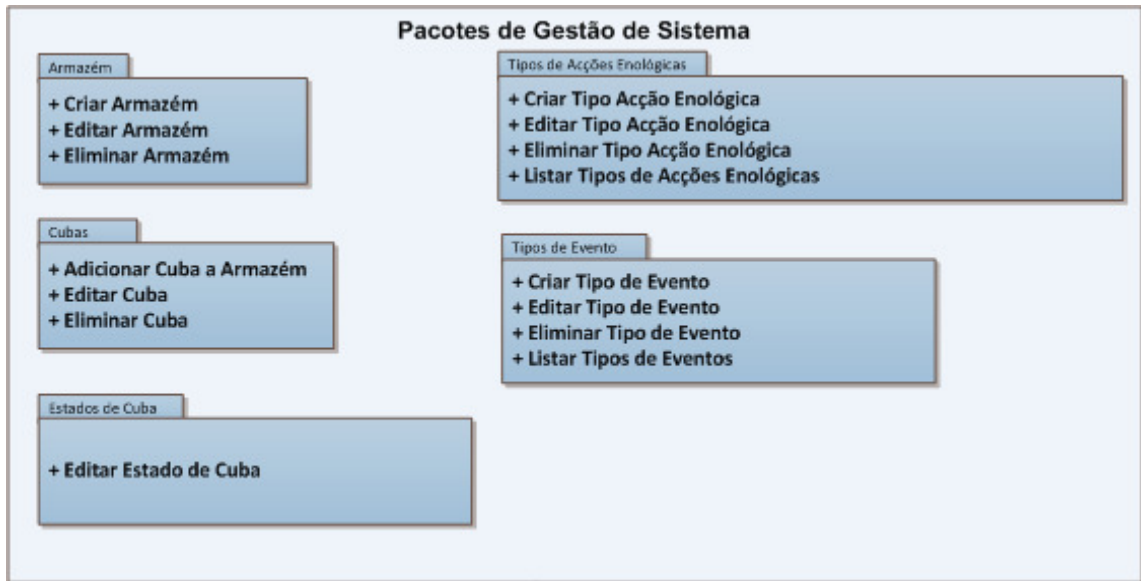 Pacotes de Gestão de Sistema
Armazém
+ Criar Armazém
+ Editar Armazém
+ Eliminar Armazém
Cubas
+ Adicionar Cuba a Armazém
+ Editar Cuba
+ Eliminar Cuba
Estados de Cuba
+ Editar Estado de Cuba
Tipos de Acções Enológicas
+ Criar Tipo Acção Enológica
+ Editar Tipo Acção Enológica
+ Eliminar Tipo Acção Enológica
+ Listar Tipos de Acções Enológicas
Tipos de Evento
+ Criar Tipo de Evento
+ Editar Tipo de Evento
+ Eliminar Tipo de Evento
+ Listar Tipos de Eventos